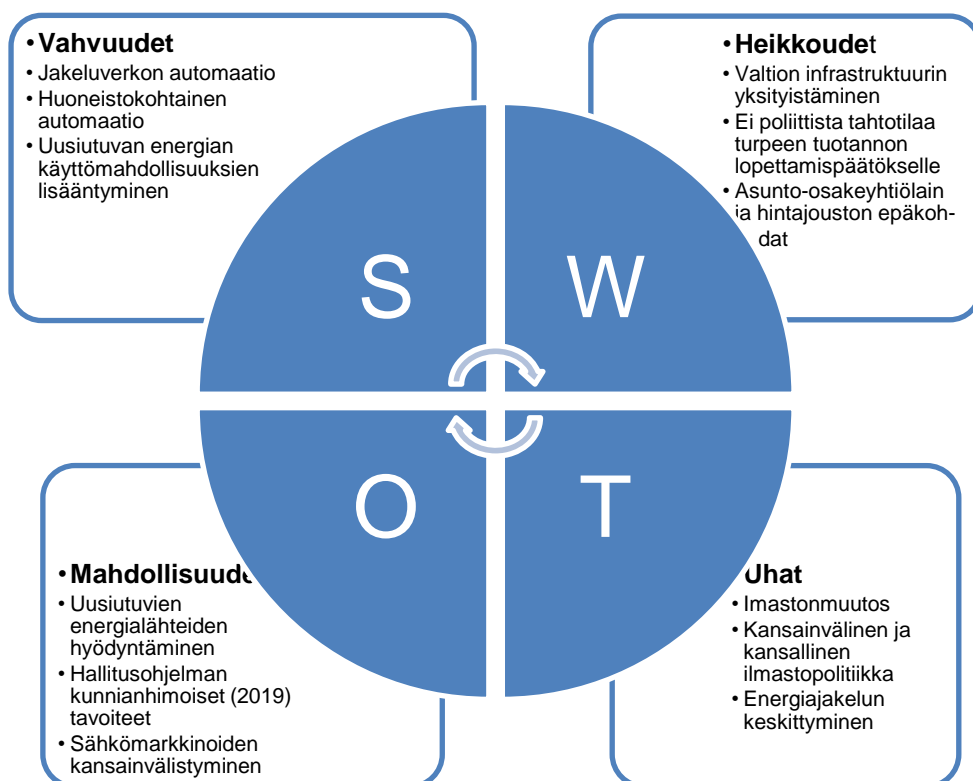 • Vahvuudet
• Jakeluverkon automaatio
• Huoneistokohtainen
automaatio
• Uusiutuvan energian
käyttömahdollisuuksien
lisääntyminen
• Heikkoudet
• Valtion infrastruktuurin
yksityistäminen
• Ei poliittista tahtotilaa
turpeen tuotannon
lopettamispäätökselle
• Asunto-osakeyhtiölain
ja hintajouston epäkoh-
dat
S
W
O
T
• Mahdollisuude
• Uusiutuvien
energialähteiden
hyödyntäminen
• Hallitusohjelman
kunnianhimoiset (2019)
tavoiteet
• Sähkömarkkinoiden
kansainvälistyminen
Uhat
• Imastonmuutos
• Kansainvälinen ja
kansallinen
ilmastopolitiikka
• Energiajakelun
keskittyminen